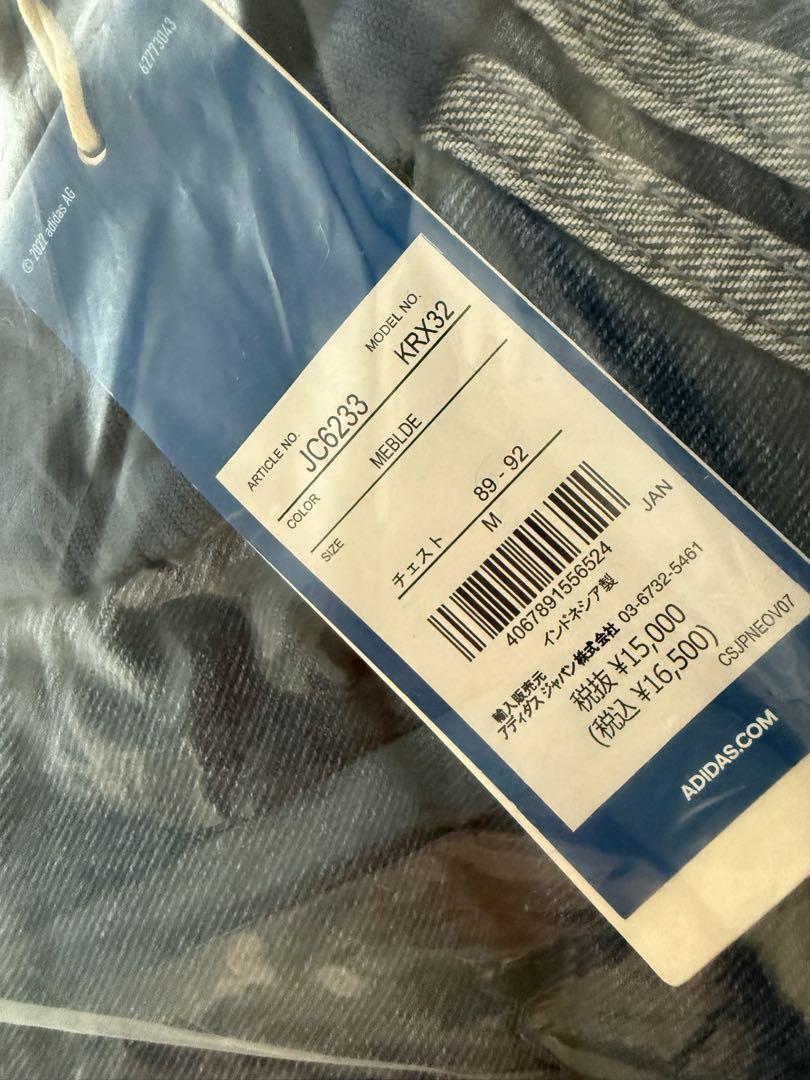 62773043
© 2022 adidas AG
ARTICLE NO. MODEL NO.
JC6233 KRX32
COLOR
MEBLDE
SIZE
チェスト 89 - 92
M
JAN
4067891556524
インドネシア製
輸入販売元
アディダス ジャパン株式会社 03-6732-5461
税抜 ¥15,000
(税込 ¥16,500)
CSJPNEOV07
ADIDAS.COM